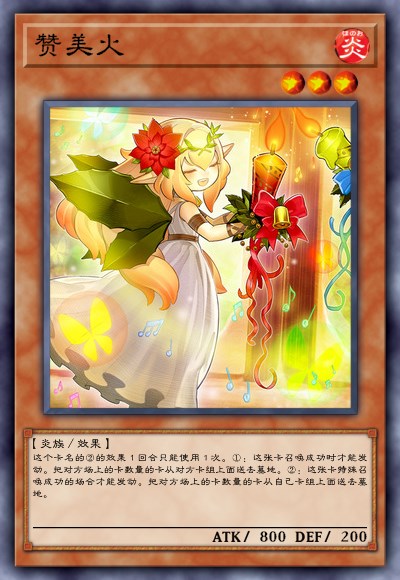 赞美火
ほのお
炎
【炎族/效果】
这个卡名的②的效果1回合只能使用1次。①:这张卡召唤成功时才能发
动。把对方场上的卡数量的卡从对方卡组上面送去墓地。②:这张卡特殊召
唤成功的场合才能发动。把对方场上的卡数量的卡从自己卡组上面送去墓
地。
ATK/ 800 DEF/ 200